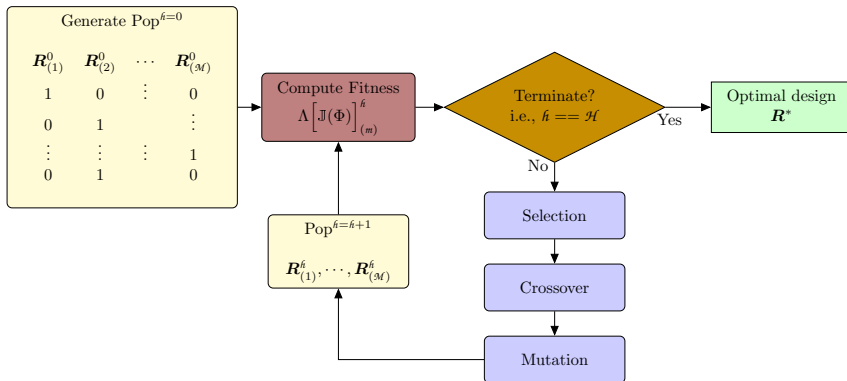 Generate Pop^{ℏ=0}
R^0_{(1)} R^0_{(2)} ⋯ R^0_{(ℳ)}
1 0 ⋮ 0
0 1 ⋮
⋮ ⋮ ⋮ 1
0 1 0
Compute Fitness
Λ[𝕁(Φ)]^ℏ_{(m)}
Terminate?
i.e., ℏ == ℋ
Yes
Optimal design
R*
No
Selection
Crossover
Mutation
Pop^{ℏ=ℏ+1}
R^ℏ_{(1)}, ⋯, R^ℏ_{(ℳ)}